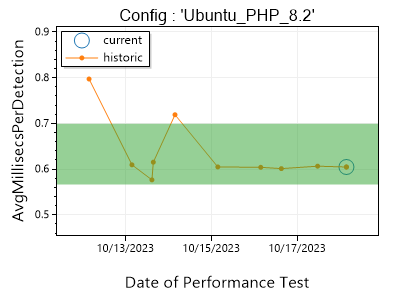 Config : 'Ubuntu_PHP_8.2'
current
historic
0.9
0.8
0.7
0.6
0.5
AvgMillisecsPerDetection
10/13/2023 10/15/2023 10/17/2023
Date of Performance Test